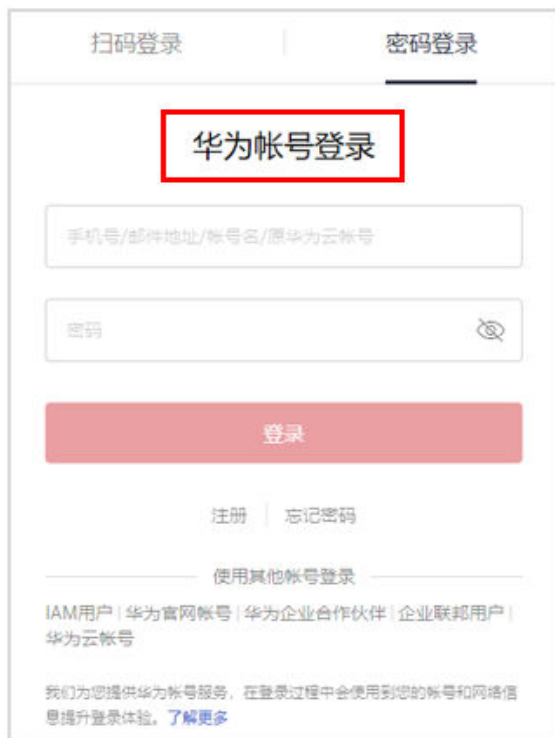 扫码登录
密码登录
华为帐号登录
手机号/邮件地址/帐号名/原华为云帐号
密码
登录
注册 | 忘记密码
使用其他帐号登录
IAM用户 | 华为官网帐号 | 华为企业合作伙伴 | 企业联邦用户 |
华为云帐号
我们为您提供华为帐号服务，在登录过程中会使用到您的帐号和网络信
息提升登录体验。了解更多